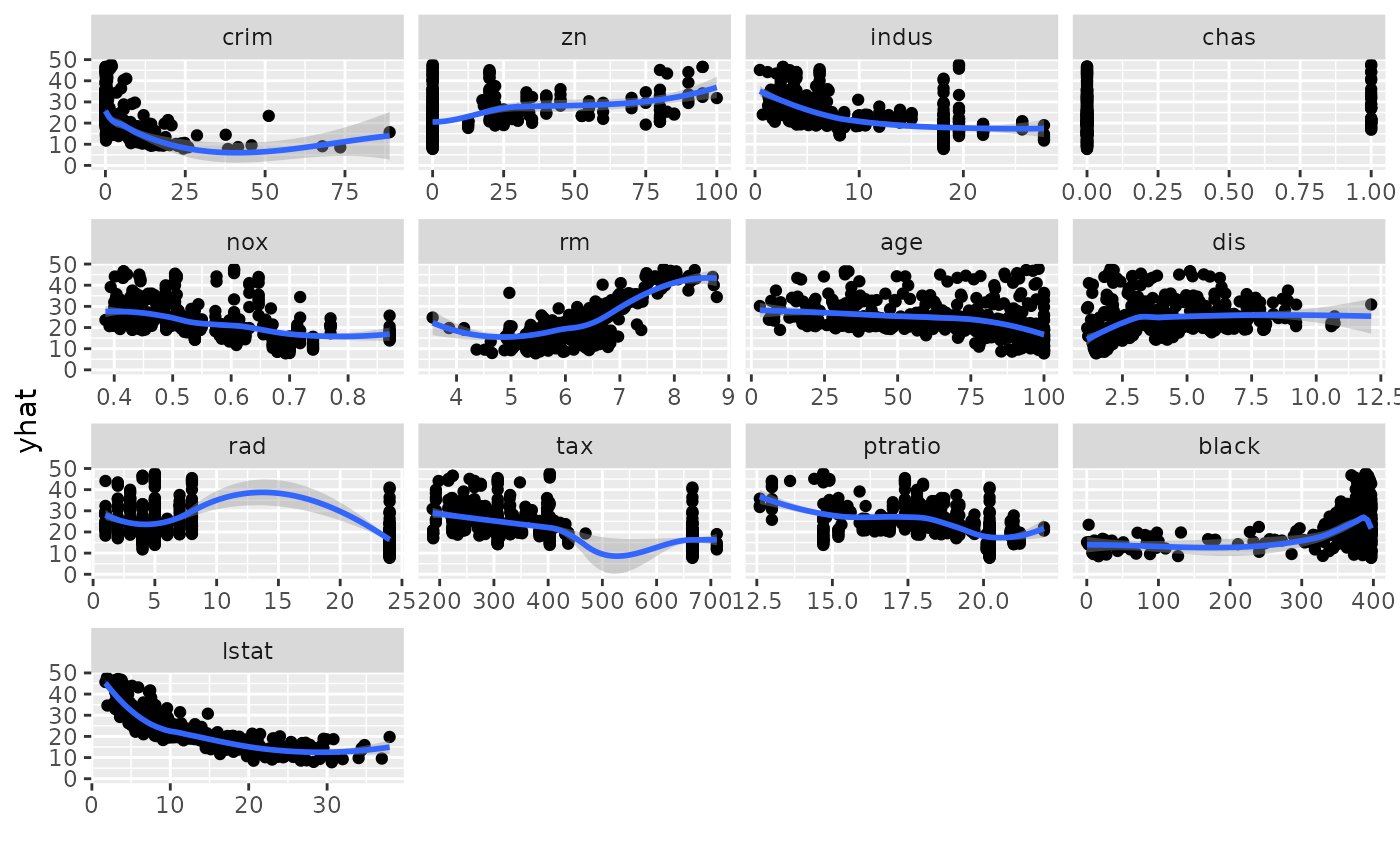 crim zn indus chas
50
40
30
20
10
0
0 25 50 75 0 25 50 75 100 0 10 20 0.00 0.25 0.50 0.75 1.00
nox rm age dis
50
40
30
20
10
0
0.4 0.5 0.6 0.7 0.8 4 5 6 7 8 9 0 25 50 75 100 2.5 5.0 7.5 10.0 12.5
yhat
rad tax ptratio black
50
40
30
20
10
0
0 5 10 15 20 25 200 300 400 500 600 700 12.5 15.0 17.5 20.0 0 100 200 300 400
lstat
50
40
30
20
10
0
0 10 20 30